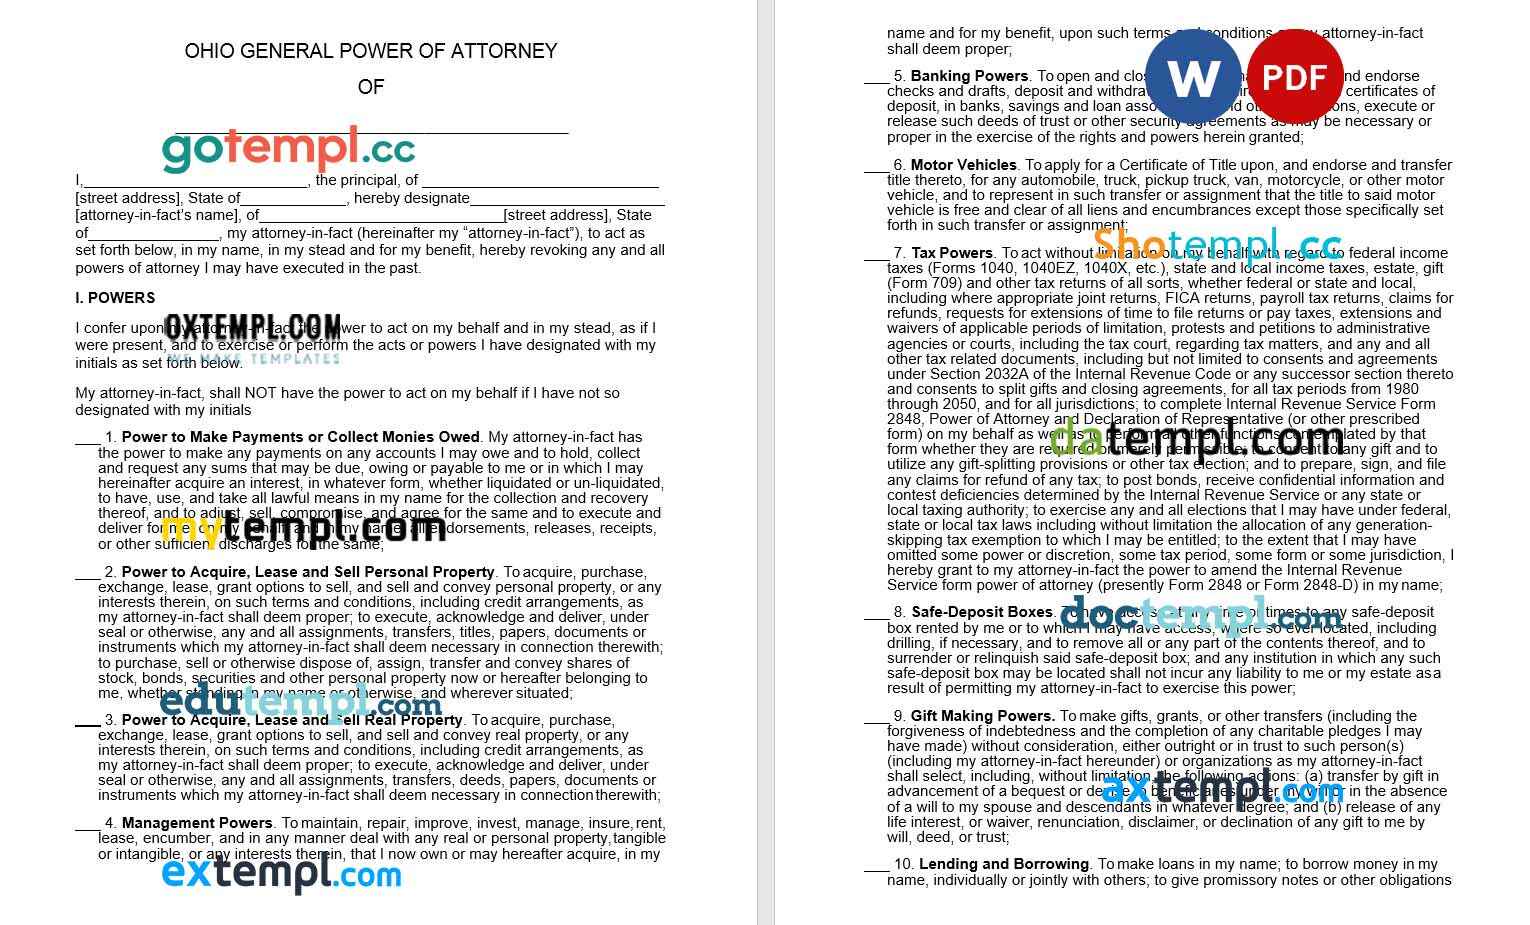 OHIO GENERAL POWER OF ATTORNEY
OF
gotempl.cc
I,___________________________, the principal, of ____________________________
[street address], State of_____________, hereby designate_______________________
[attorney-in-fact’s name], of_____________________________[street address], State
of________________, my attorney-in-fact (hereinafter my “attorney-in-fact”), to act as
set forth below, in my name, in my stead and for my benefit, hereby revoking any and all
powers of attorney I may have executed in the past.
I. POWERS
OXTEMPL.COM
I confer upon my attorney-in-fact the power to act on my behalf and in my stead, as if I
were present, and to exercise or perform the acts or powers I have designated with my
WE MAKE TEMPLATES
initials as set forth below.
My attorney-in-fact, shall NOT have the power to act on my behalf if I have not so
designated with my initials
___ 1. Power to Make Payments or Collect Monies Owed. My attorney-in-fact has
the power to make any payments on any accounts I may owe and to hold, collect
and request any sums that may be due, owing or payable to me or in which I may
hereinafter acquire an interest, in whatever form, whether liquidated or un-liquidated,
to have, use, and take all lawful means in my name for the collection and recovery
thereof, and to adjust, sell, compromise, and agree for the same and to execute and
deliver for me, on my behalf, and in my name, all endorsements, releases, receipts,
mytempl.com
or other sufficient discharges for the same;
___ 2. Power to Acquire, Lease and Sell Personal Property. To acquire, purchase,
exchange, lease, grant options to sell, and sell and convey personal property, or any
interests therein, on such terms and conditions, including credit arrangements, as
my attorney-in-fact shall deem proper; to execute, acknowledge and deliver, under
seal or otherwise, any and all assignments, transfers, titles, papers, documents or
instruments which my attorney-in-fact shall deem necessary in connection therewith;
to purchase, sell or otherwise dispose of, assign, transfer and convey shares of
stock, bonds, securities and other personal property now or hereafter belonging to
me, whether standing in my name or otherwise, and wherever situated;
edutempl.com
___ 3. Power to Acquire, Lease and Sell Real Property. To acquire, purchase,
exchange, lease, grant options to sell, and sell and convey real property, or any
interests therein, on such terms and conditions, including credit arrangements, as
my attorney-in-fact shall deem proper; to execute, acknowledge and deliver, under
seal or otherwise, any and all assignments, transfers, deeds, papers, documents or
instruments which my attorney-in-fact shall deem necessary in connection therewith;
___ 4. Management Powers. To maintain, repair, improve, invest, manage, insure, rent,
lease, encumber, and in any manner deal with any real or personal property, tangible
or intangible, or any interests therein, that I now own or may hereafter acquire, in my
extempl.com
name and for my benefit, upon such terms and conditions as my attorney-in-fact
shall deem proper;
W PDF
___ 5. Banking Powers. To open and clos nd endorse
checks and drafts, deposit and withdra certificates of
deposit, in banks, savings and loan asso ons, execute or
release such deeds of trust or other security agreements as may be necessary or
proper in the exercise of the rights and powers herein granted;
___ 6. Motor Vehicles. To apply for a Certificate of Title upon, and endorse and transfer
title thereto, for any automobile, truck, pickup truck, van, motorcycle, or other motor
vehicle, and to represent in such transfer or assignment that the title to said motor
vehicle is free and clear of all liens and encumbrances except those specifically set
forth in such transfer or assignment;
Shotempl.cc
___ 7. Tax Powers. To act without limitation on my behalf with regard to federal income
taxes (Forms 1040, 1040EZ, 1040X, etc.), state and local income taxes, estate, gift
(Form 709) and other tax returns of all sorts, whether federal or state and local,
including where appropriate joint returns, FICA returns, payroll tax returns, claims for
refunds, requests for extensions of time to file returns or pay taxes, extensions and
waivers of applicable periods of limitation, protests and petitions to administrative
agencies or courts, including the tax court, regarding tax matters, and any and all
other tax related documents, including but not limited to consents and agreements
under Section 2032A of the Internal Revenue Code or any successor section thereto
and consents to split gifts and closing agreements, for all tax periods from 1980
through 2050, and for all jurisdictions; to complete Internal Revenue Service Form
2848, Power of Attorney and Declaration of Representative (or other prescribed
form) on my behalf as well as to perform any other functions contemplated by that
datempl.com
form whether they are required or merely permissible; to consent to any gift and to
utilize any gift-splitting provisions or other tax election; and to prepare, sign, and file
any claims for refund of any tax; to post bonds, receive confidential information and
contest deficiencies determined by the Internal Revenue Service or any state or
local taxing authority; to exercise any and all elections that I may have under federal,
state or local tax laws including without limitation the allocation of any generation-
skipping tax exemption to which I may be entitled; to the extent that I may have
omitted some power or discretion, some tax period, some form or some jurisdiction, I
hereby grant to my attorney-in-fact the power to amend the Internal Revenue
Service form power of attorney (presently Form 2848 or Form 2848-D) in my name;
___ 8. Safe-Deposit Boxes. To have access at any time or times to any safe-deposit
doctempl.com
box rented by me or to which I may have access, where so ever located, including
drilling, if necessary, and to remove all or any part of the contents thereof, and to
surrender or relinquish said safe-deposit box; and any institution in which any such
safe-deposit box may be located shall not incur any liability to me or my estate as a
result of permitting my attorney-in-fact to exercise this power;
___ 9. Gift Making Powers. To make gifts, grants, or other transfers (including the
forgiveness of indebtedness and the completion of any charitable pledges I may
have made) without consideration, either outright or in trust to such person(s)
(including my attorney-in-fact hereunder) or organizations as my attorney-in-fact
shall select, including, without limitation, the following actions: (a) transfer by gift in
advancement of a bequest or devise to beneficiaries under my will or in the absence
axtempl.com
of a will to my spouse and descendants in whatever degree; and (b) release of any
life interest, or waiver, renunciation, disclaimer, or declination of any gift to me by
will, deed, or trust;
___ 10. Lending and Borrowing. To make loans in my name; to borrow money in my
name, individually or jointly with others; to give promissory notes or other obligations